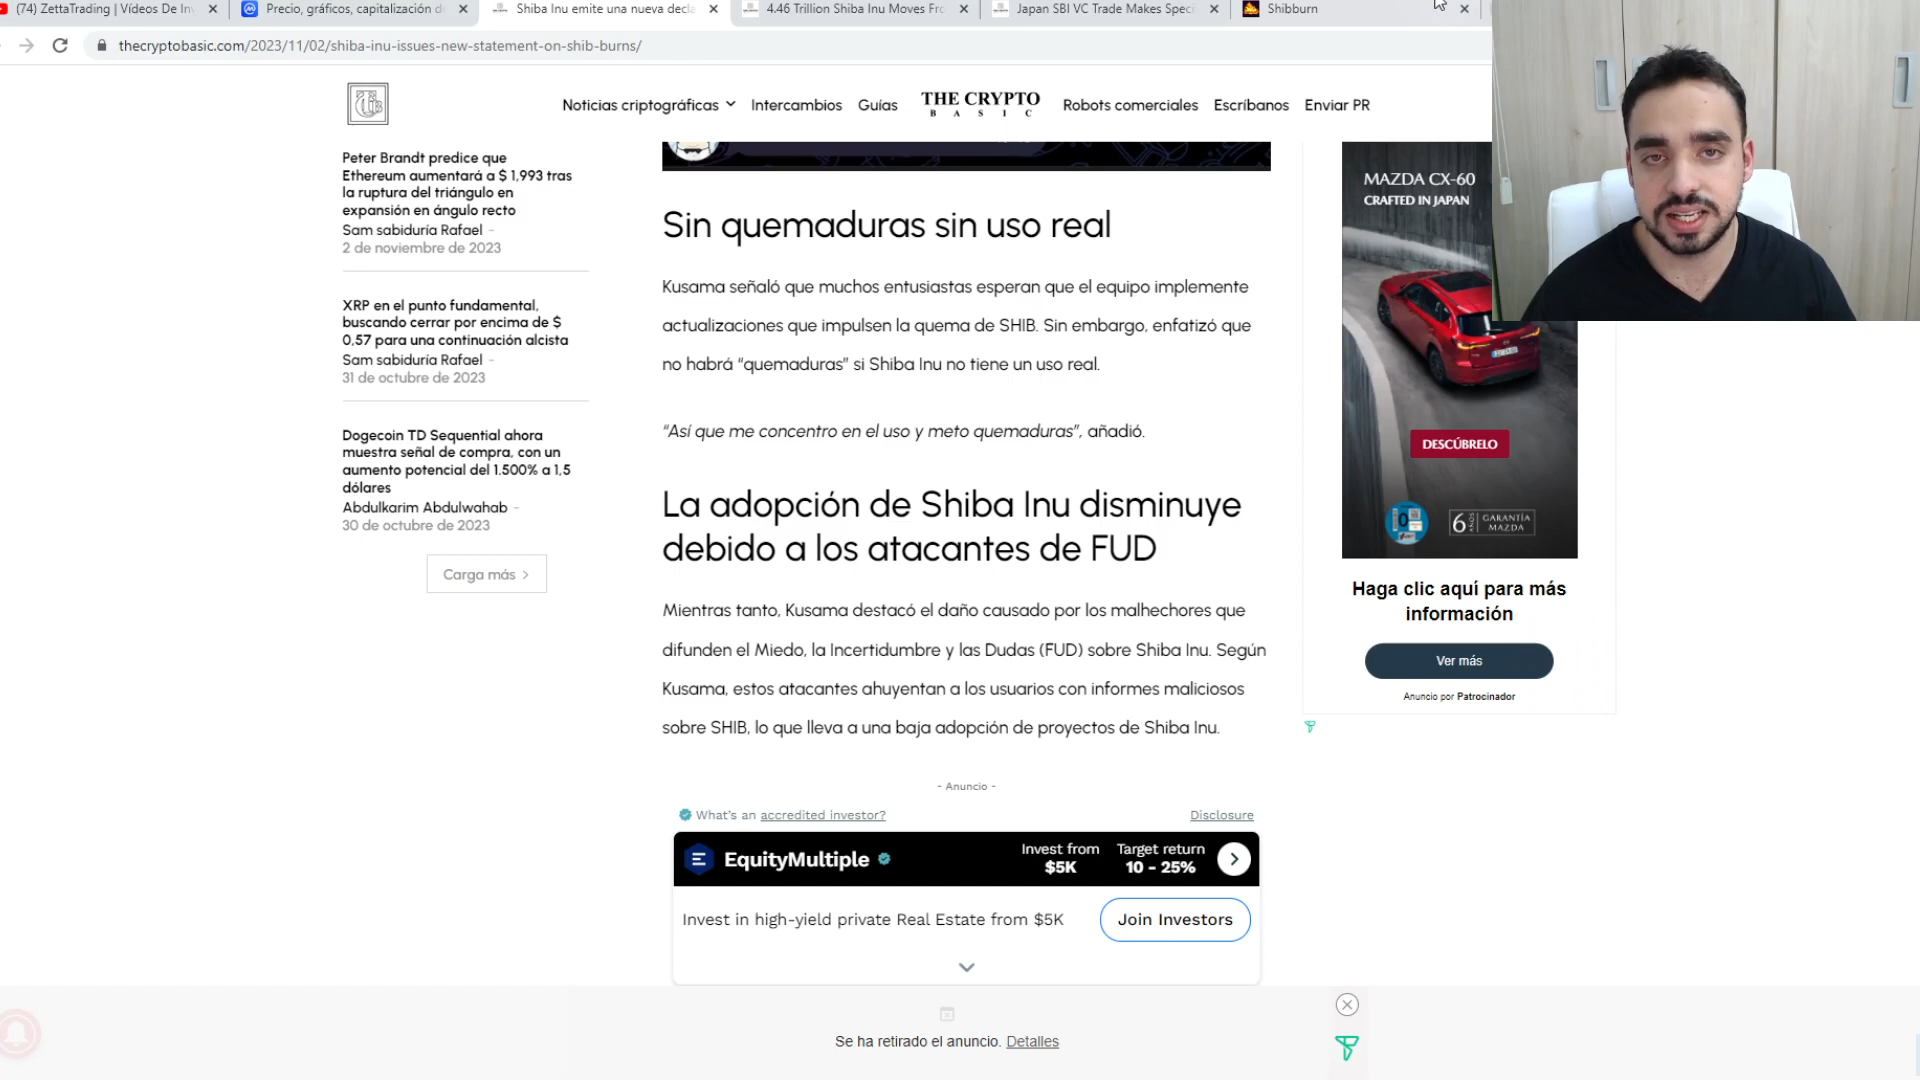 (74) ZettaTrading | Vídeos De In
Precio, gráficos, capitalización d
Shiba Inu emite una nueva decla
4.46 Trillion Shiba Inu Moves Fro
Japan SBI VC Trade Makes Speci
Shibburn
thecryptobasic.com/2023/11/02/shiba-inu-issues-new-statement-on-shib-burns/
Noticias criptográficas
Intercambios
Guías
THE CRYPTO
BASIC
Robots comerciales
Escríbanos
Enviar PR
Peter Brandt predice que
Ethereum aumentará a $ 1,993 tras
la ruptura del triángulo en
expansión en ángulo recto
Sam sabiduría Rafael -
2 de noviembre de 2023
XRP en el punto fundamental,
buscando cerrar por encima de $
0,57 para una continuación alcista
Sam sabiduría Rafael -
31 de octubre de 2023
Dogecoin TD Sequential ahora
muestra señal de compra, con un
aumento potencial del 1.500% a 1,5
dólares
Abdulkarim Abdulwahab -
30 de octubre de 2023
Carga más >
Sin quemaduras sin uso real
Kusama señaló que muchos entusiastas esperan que el equipo implemente
actualizaciones que impulsen la quema de SHIB. Sin embargo, enfatizó que
no habrá “quemaduras” si Shiba Inu no tiene un uso real.
“Así que me concentro en el uso y meto quemaduras”, añadió.
La adopción de Shiba Inu disminuye
debido a los atacantes de FUD
Mientras tanto, Kusama destacó el daño causado por los malhechores que
difunden el Miedo, la Incertidumbre y las Dudas (FUD) sobre Shiba Inu. Según
Kusama, estos atacantes ahuyentan a los usuarios con informes maliciosos
sobre SHIB, lo que lleva a una baja adopción de proyectos de Shiba Inu.
- Anuncio -
What's an accredited investor?
Disclosure
EquityMultiple
Invest from
$5K
Target return
10 - 25%
Invest in high-yield private Real Estate from $5K
Join Investors
MAZDA CX-60
CRAFTED IN JAPAN
DESCÚBRELO
0
6 AÑOS
GARANTÍA
MAZDA
Haga clic aquí para más
información
Ver más
Anuncio por Patrocinador
Se ha retirado el anuncio. Detalles